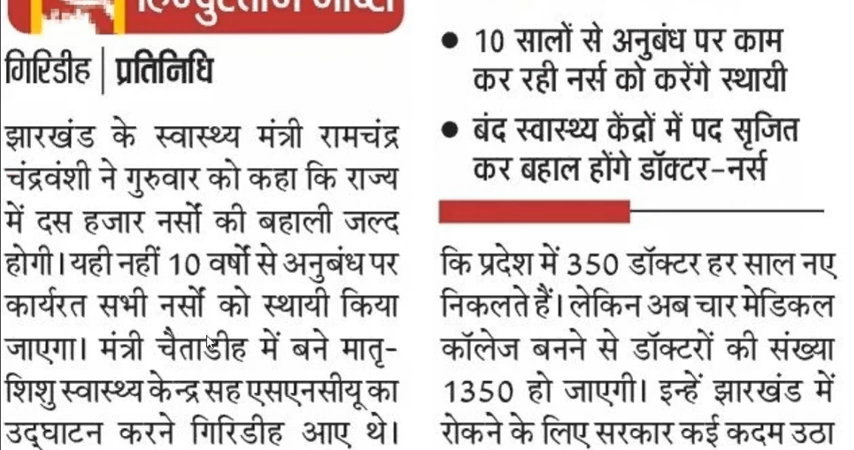 गिरिडीह | प्रतिनिधि
झारखंड के स्वास्थ्य मंत्री रामचंद्र
चंद्रवंशी ने गुरुवार को कहा कि राज्य
में दस हजार नर्सों की बहाली जल्द
होगी। यही नहीं 10 वर्षों से अनुबंध पर
कार्यरत सभी नर्सों को स्थायी किया
जाएगा। मंत्री चैताडीह में बने मातृ-
शिशु स्वास्थ्य केन्द्र सह एसएनसीयू का
उद्घाटन करने गिरिडीह आए थे।
● 10 सालों से अनुबंध पर काम
कर रही नर्स को करेंगे स्थायी
● बंद स्वास्थ्य केंद्रों में पद सृजित
कर बहाल होंगे डॉक्टर-नर्स
कि प्रदेश में 350 डॉक्टर हर साल नए
निकलते हैं। लेकिन अब चार मेडिकल
कॉलेज बनने से डॉक्टरों की संख्या
1350 हो जाएगी। इन्हें झारखंड में
रोकने के लिए सरकार कई कदम उठा